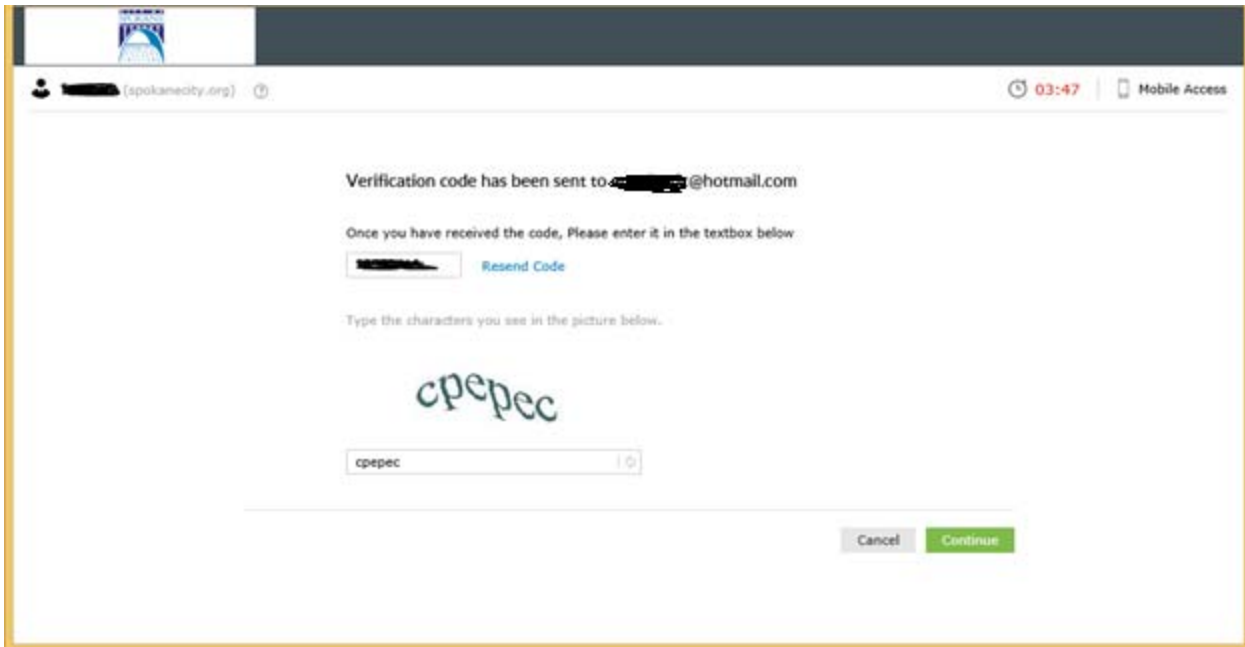 SPOKANE
(spokanecity.org) ?
03:47
Mobile Access
Verification code has been sent to @hotmail.com
Once you have received the code, Please enter it in the textbox below
Resend Code
Type the characters you see in the picture below.
cpepec
cpepec
Cancel
Continue